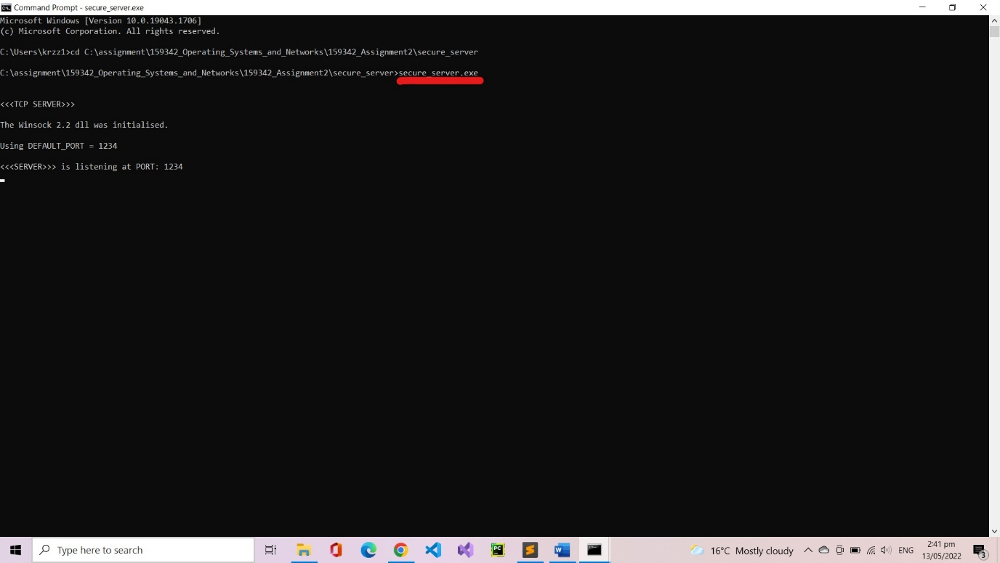 Command Prompt - secure_server.exe
Microsoft Windows [Version 10.0.19043.1706]
(c) Microsoft Corporation. All rights reserved.
C:\Users\krzz1>cd C:\assignment\159342_Operating_Systems_and_Networks\159342_Assignment2\secure_server
C:\assignment\159342_Operating_Systems_and_Networks\159342_Assignment2\secure_server>secure_server.exe
<<<TCP SERVER>>>
The Winsock 2.2 dll was initialised.
Using DEFAULT_PORT = 1234
<<<SERVER>>> is listening at PORT: 1234
Type here to search
PC
W
16°C Mostly cloudy
ENG
2:41 pm
13/05/2022
3